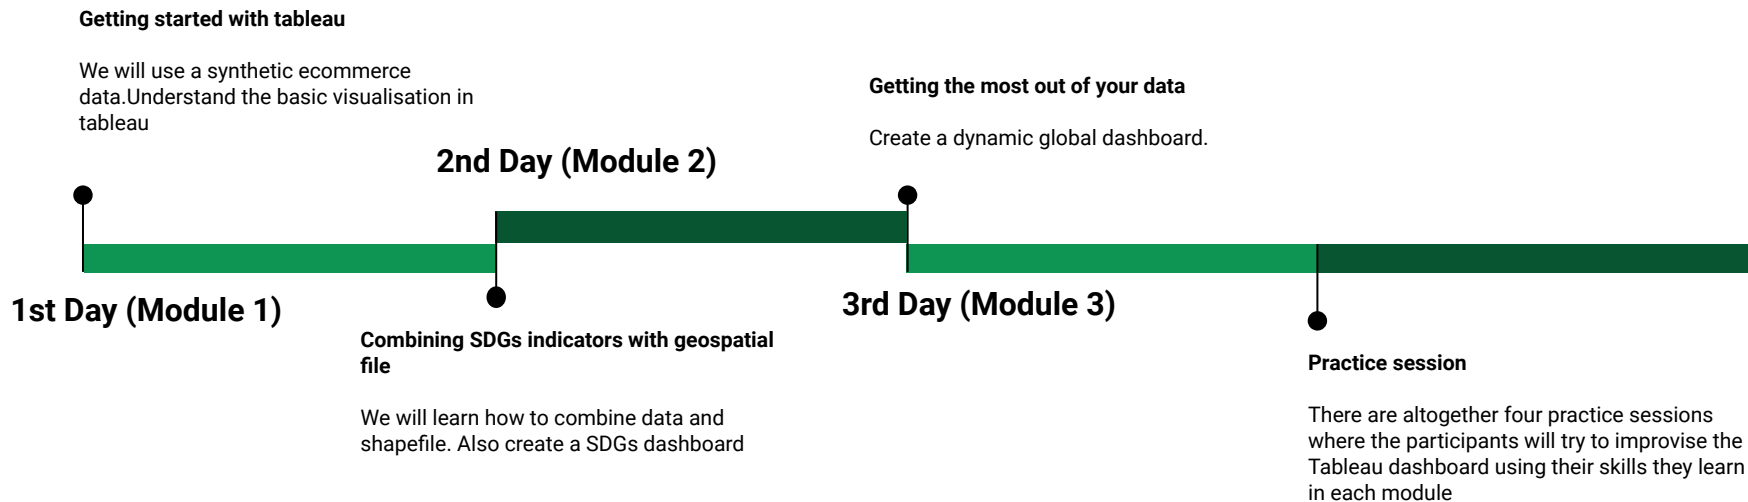 Getting started with tableau
We will use a synthetic ecommerce
data.Understand the basic visualisation in
tableau
1st Day (Module 1)
2nd Day (Module 2)
Combining SDGs indicators with geospatial
file
We will learn how to combine data and
shapefile. Also create a SDGs dashboard
Getting the most out of your data
Create a dynamic global dashboard.
3rd Day (Module 3)
Practice session
There are altogether four practice sessions
where the participants will try to improvise the
Tableau dashboard using their skills they learn
in each module